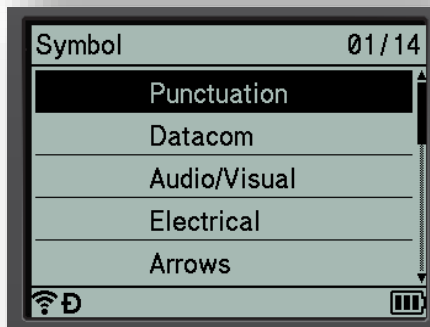 Symbol 01/14
Punctuation
Datacom
Audio/Visual
Electrical
Arrows
Đ